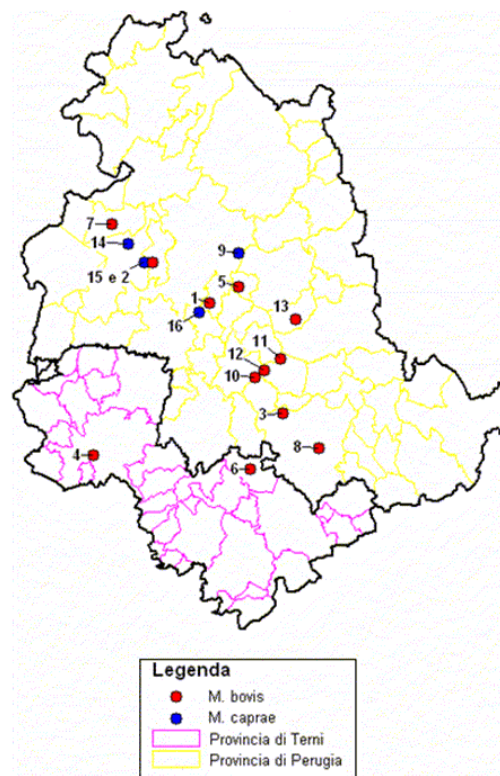 7
14
9
15 e 2
5
1
16
13
11
12
10
3
8
4
6
Legenda
M. bovis
M. caprae
Provincia di Terni
Provincia di Perugia